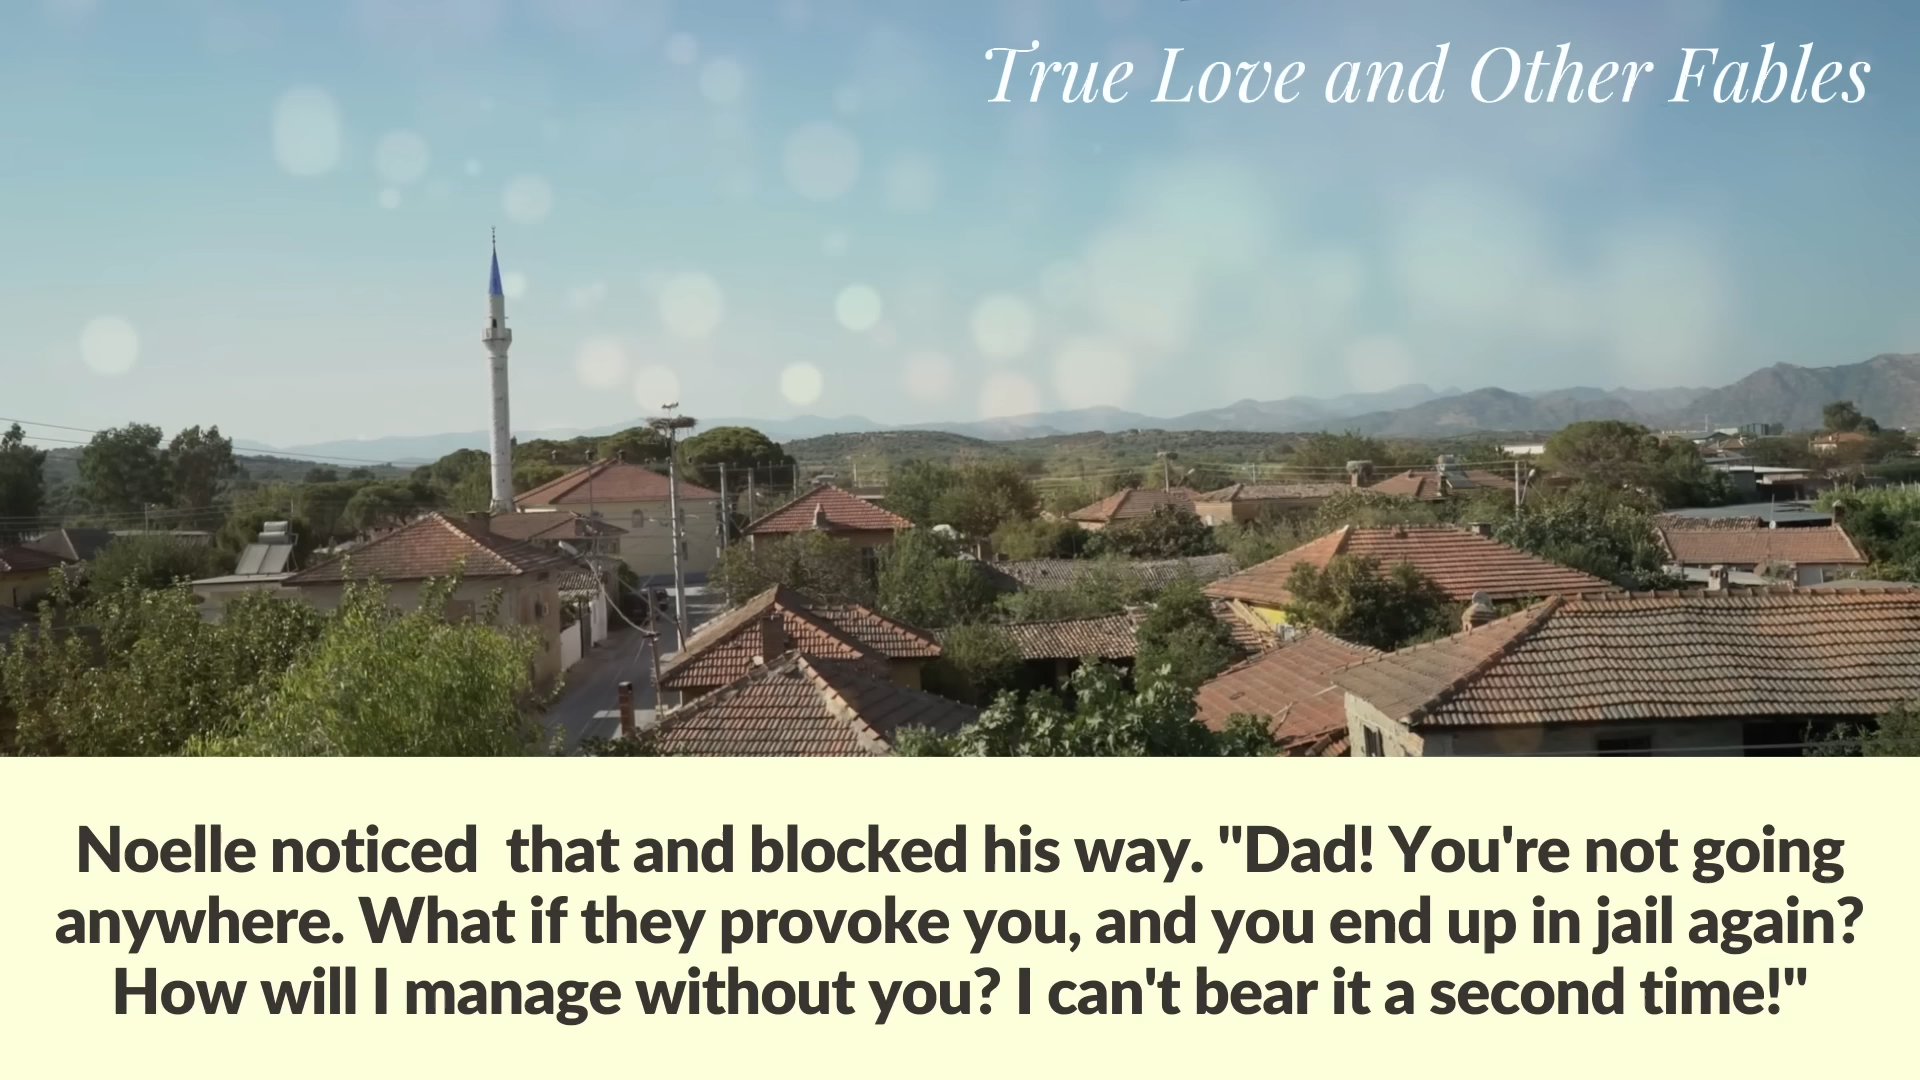 True Love and Other Fables
Noelle noticed  that and blocked his way. "Dad! You're not going
anywhere. What if they provoke you, and you end up in jail again?
How will I manage without you? I can't bear it a second time!"